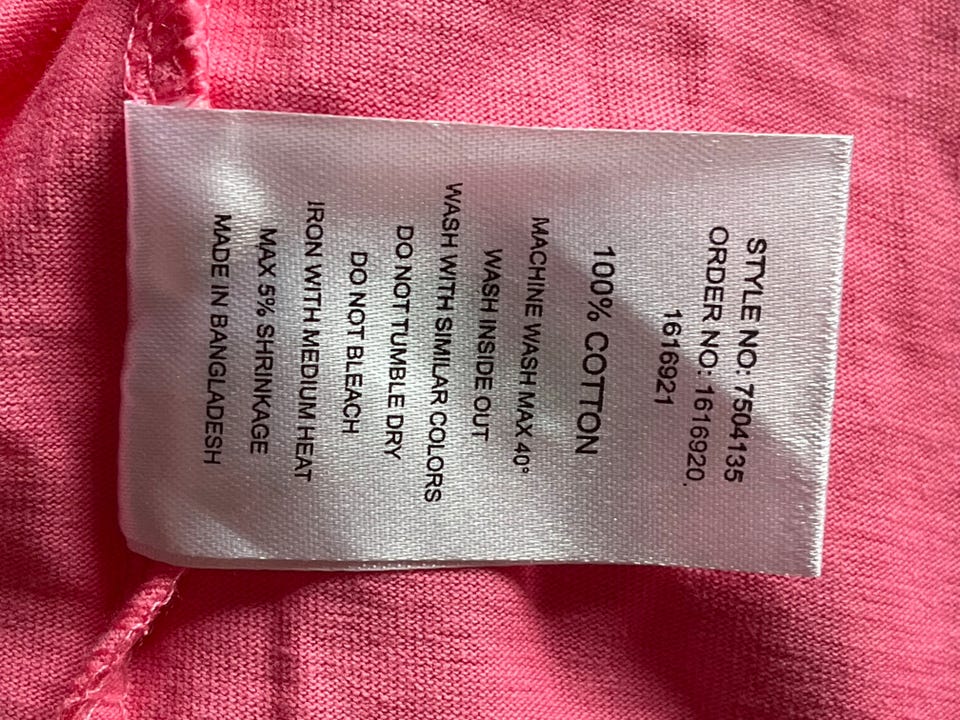 STYLE NO: 7504135
ORDER NO: 1616920.
1616921
100% COTTON
MACHINE WASH MAX 40°
WASH INSIDE OUT
WASH WITH SIMILAR COLORS
DO NOT TUMBLE DRY
DO NOT BLEACH
IRON WITH MEDIUM HEAT
MAX 5% SHRINKAGE
MADE IN BANGLADESH